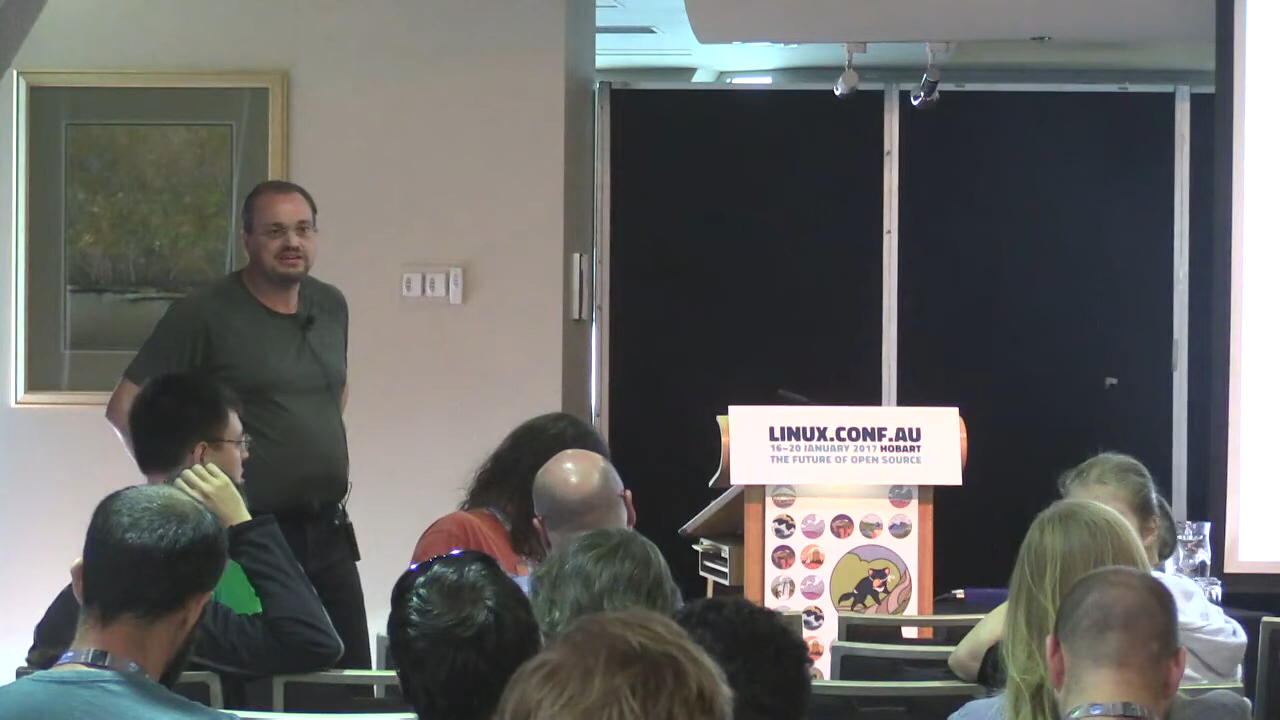 LINUX.CONF.AU
16–20 JANUARY 2017 HOBART
THE FUTURE OF OPEN SOURCE